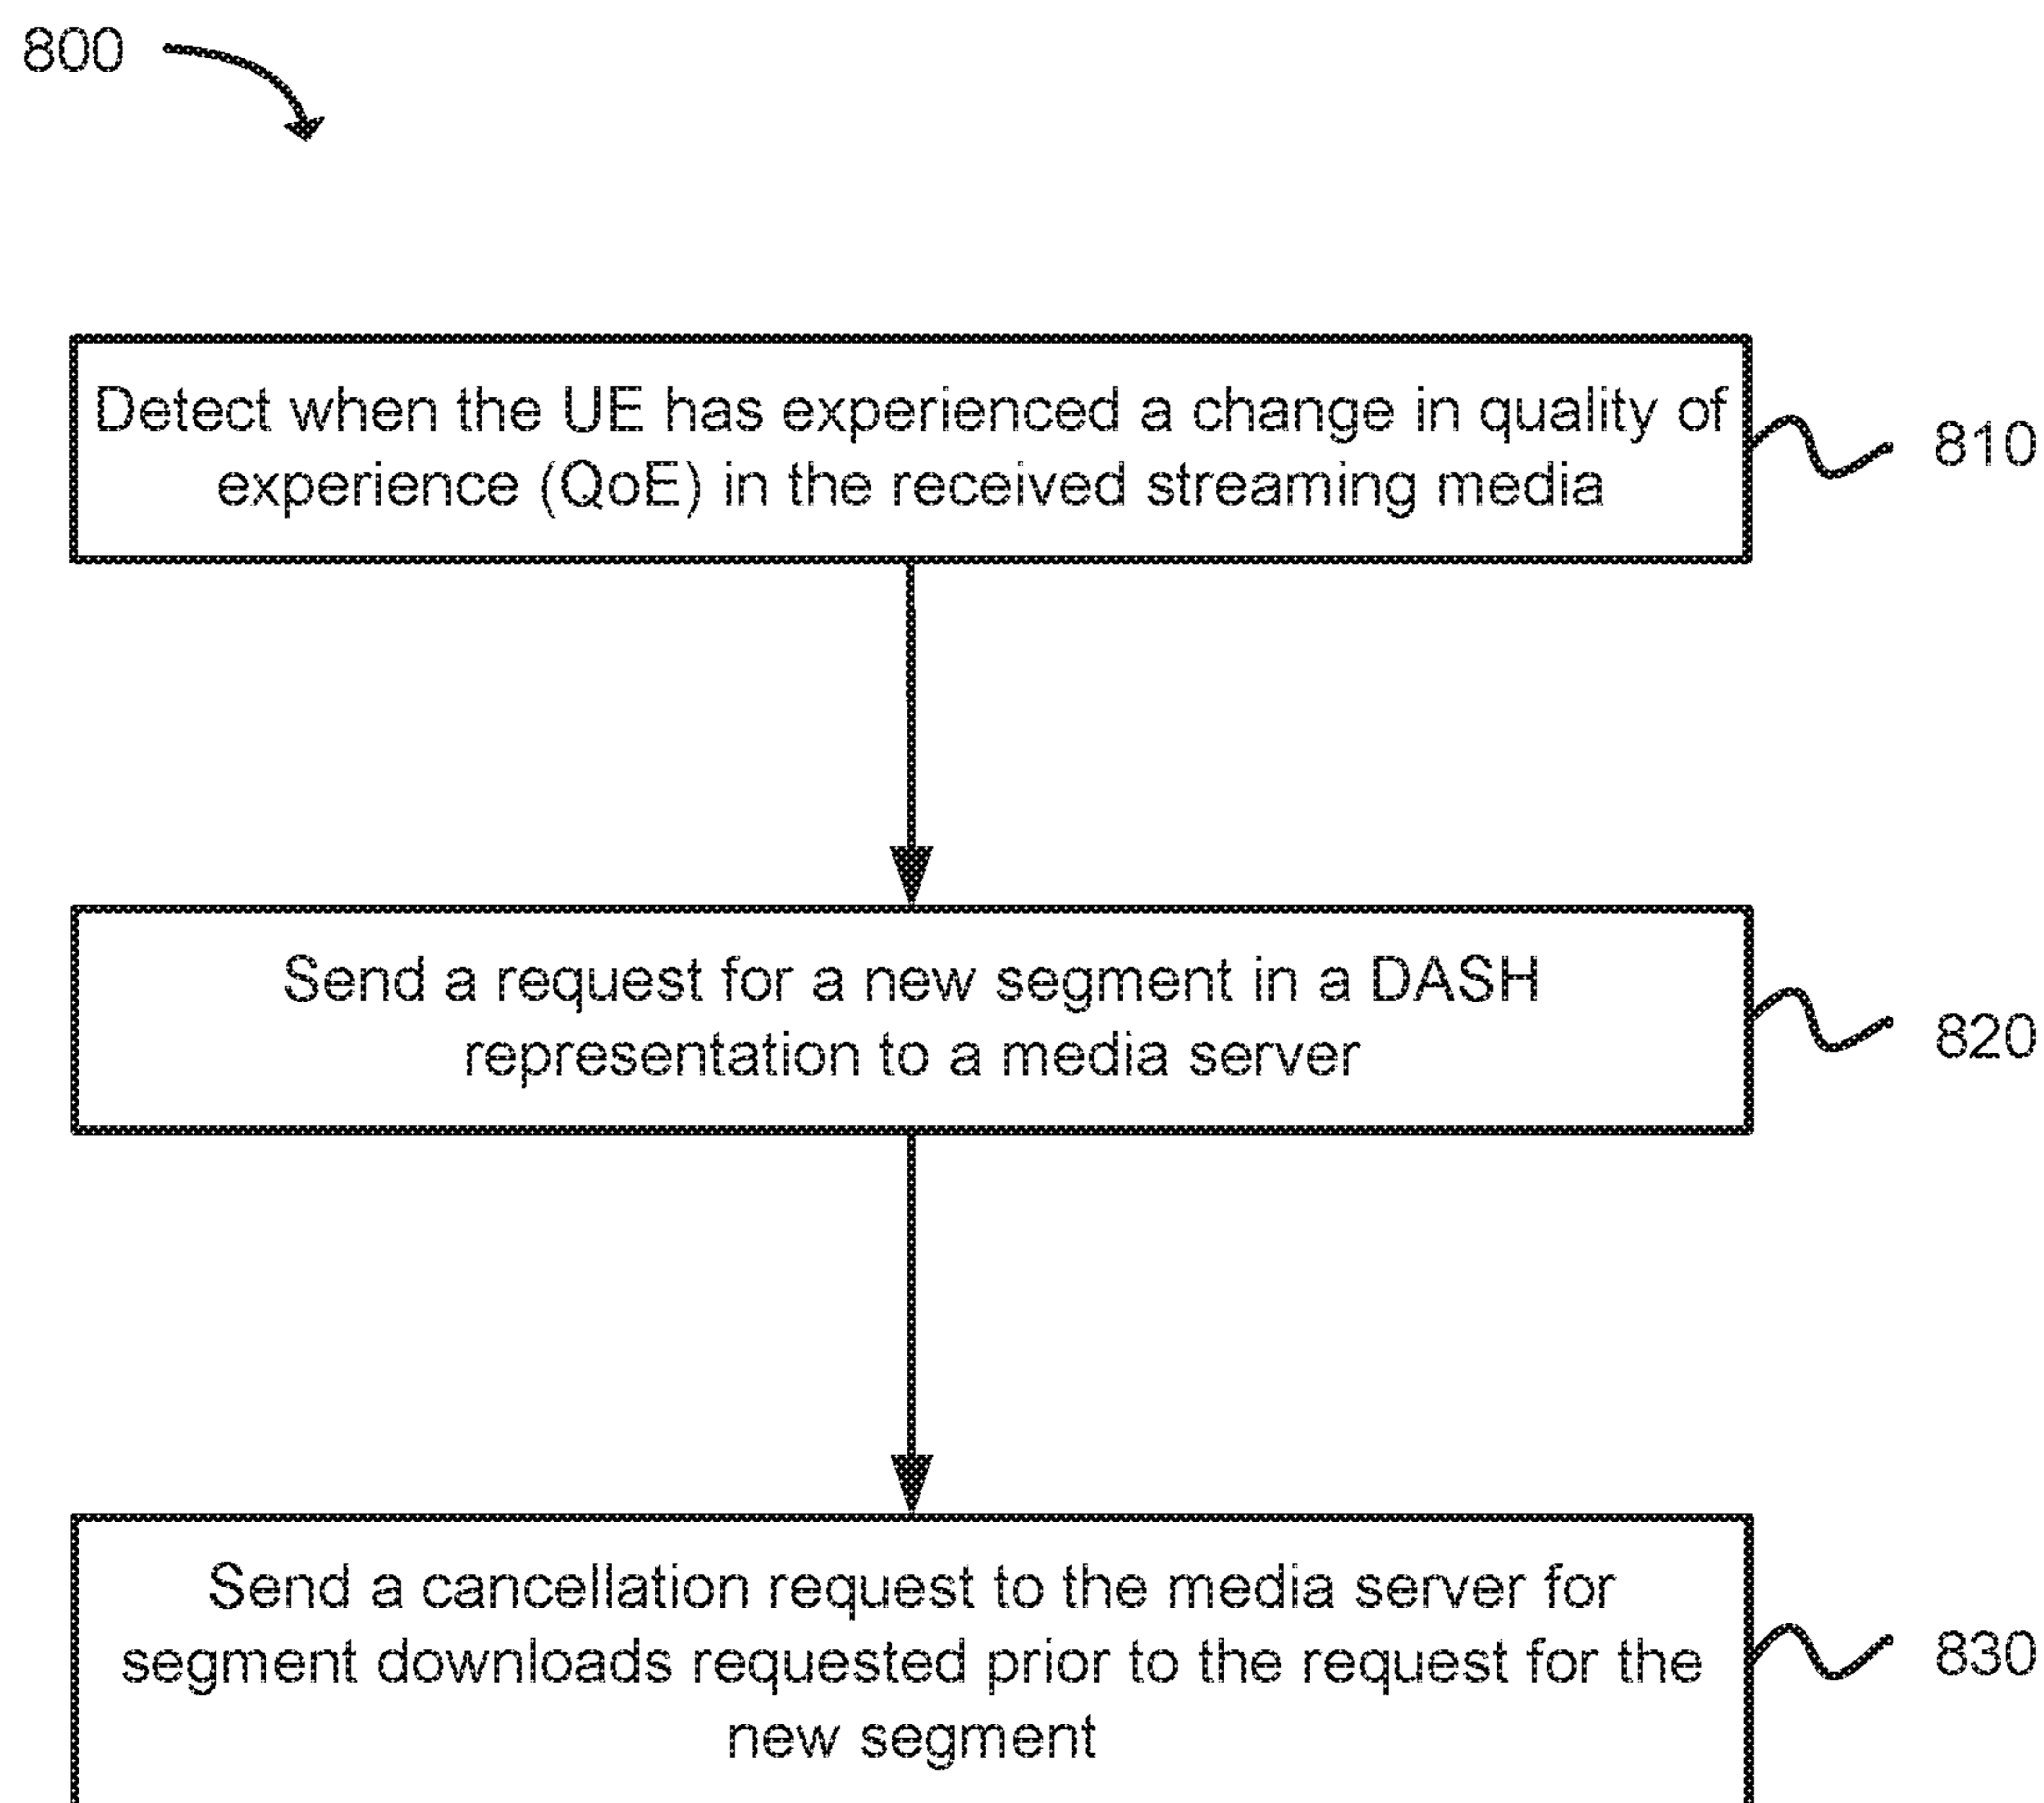 800
Detect when the UE has experienced a change in quality of
experience (QoE) in the received streaming media
810
Send a request for a new segment in a DASH
representation to a media server
820
Send a cancellation request to the media server for
segment downloads requested prior to the request for the
new segment
830